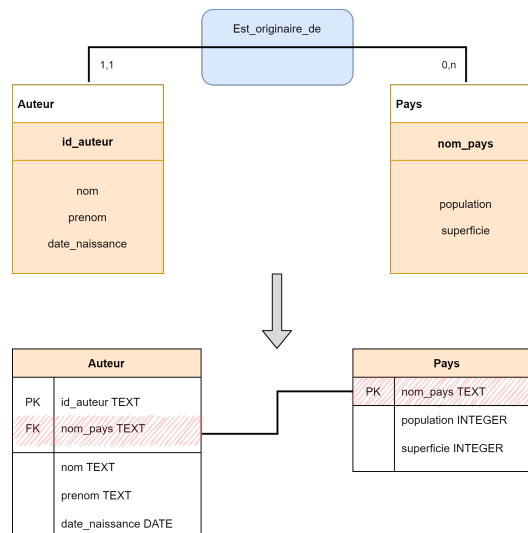 Est_originaire_de
1,1
0,n
Auteur
id_auteur
nom
prenom
date_naissance
Pays
nom_pays
population
superficie
Auteur
PK id_auteur TEXT
FK nom_pays TEXT
nom TEXT
prenom TEXT
date_naissance DATE
Pays
PK nom_pays TEXT
population INTEGER
superficie INTEGER